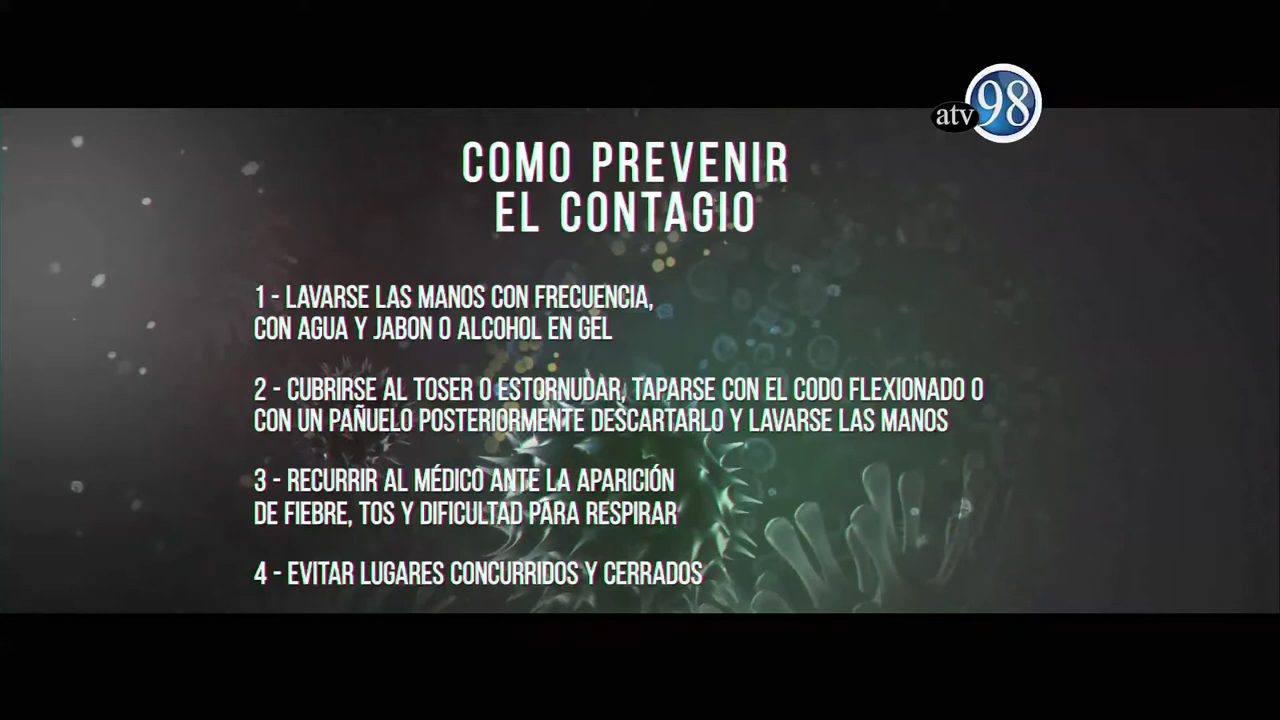 atv 98
COMO PREVENIR
EL CONTAGIO
1 - LAVARSE LAS MANOS CON FRECUENCIA,
CON AGUA Y JABON O ALCOHOL EN GEL
2 - CUBRIRSE AL TOSER O ESTORNUDAR, TAPARSE CON EL CODO FLEXIONADO O
CON UN PAÑUELO POSTERIORMENTE DESCARTARLO Y LAVARSE LAS MANOS
3 - RECURRIR AL MÉDICO ANTE LA APARICIÓN
DE FIEBRE, TOS Y DIFICULTAD PARA RESPIRAR
4 - EVITAR LUGARES CONCURRIDOS Y CERRADOS